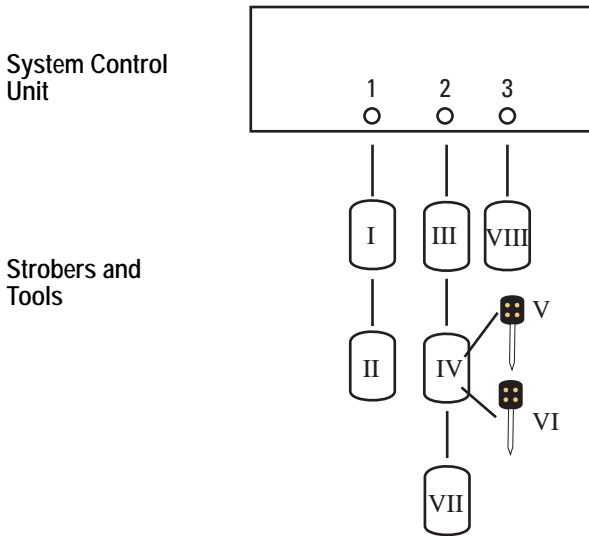 System Control
Unit
1 2 3
I III VIII
Strobers and
Tools
V
II IV
VI
VII